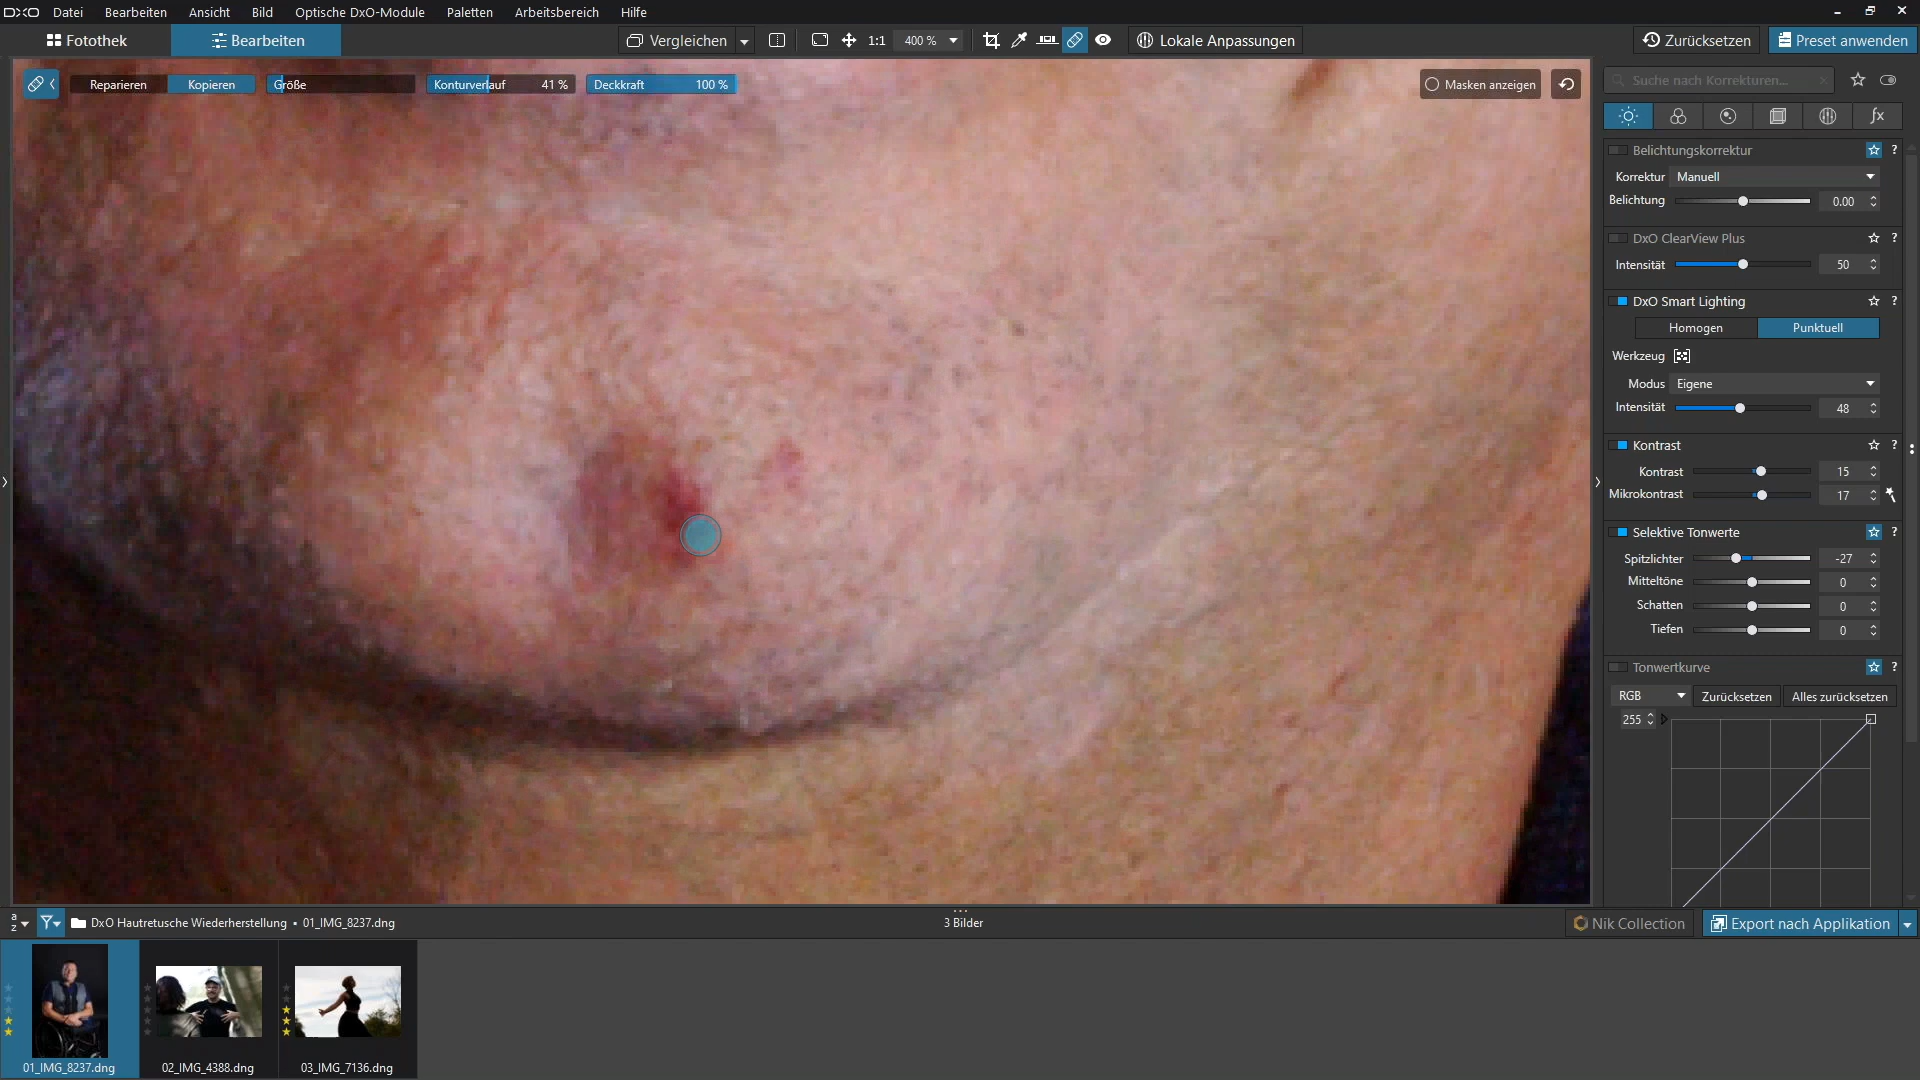 DXO Datei Bearbeiten Ansicht Bild Optische DxO-Module Paletten Arbeitsbereich Hilfe
Fotothek Bearbeiten Vergleichen 1:1 400 % Lokale Anpassungen Zurücksetzen Preset anwenden
Reparieren Kopieren Größe Konturverlauf 41 % Deckkraft 100 % Masken anzeigen
Suche nach Korrekturen...
fx
Belichtungskorrektur ?
Korrektur Manuell
Belichtung 0.00
DxO ClearView Plus ?
Intensität 50
DxO Smart Lighting ?
Homogen Punktuell
Werkzeug
Modus Eigene
Intensität 48
Kontrast ?
Kontrast 15
Mikrokontrast 17
Selektive Tonwerte ?
Spitzlichter -27
Mitteltöne 0
Schatten 0
Tiefen 0
Tonwertkurve ?
RGB Zurücksetzen Alles zurücksetzen
255
a z DxO Hautretusche Wiederherstellung • 01_IMG_8237.dng 3 Bilder Nik Collection Export nach Applikation
01_IMG_8237.dng 02_IMG_4388.dng 03_IMG_7136.dng